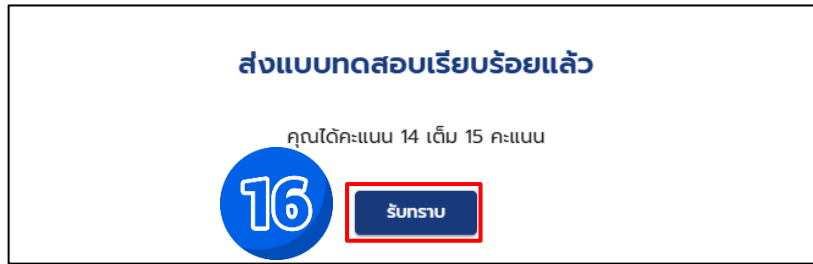 ส่งแบบทดสอบเรียบร้อยแล้ว
คุณได้คะแนน 14 เต็ม 15 คะแนน
16
รับทราบ